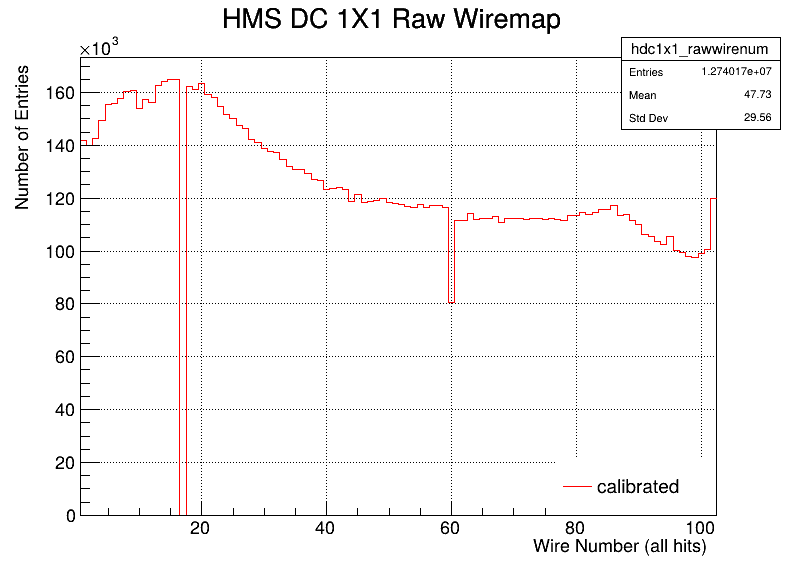 HMS DC 1X1 Raw Wiremap
×10³
hdc1x1_rawwirenum
Entries 1.274017e+07
Mean 47.73
Std Dev 29.56
Number of Entries
160
140
120
100
80
60
40
20
0
calibrated
20 40 60 80 100
Wire Number (all hits)